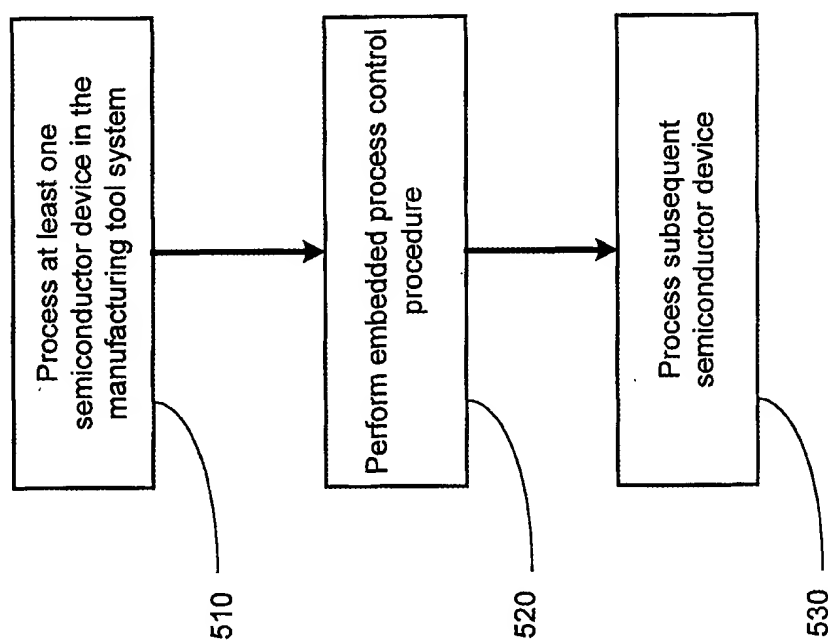 Process at least one
semiconductor device in the
manufacturing tool system
510
Perform embedded process control
procedure
520
Process subsequent
semiconductor device
530